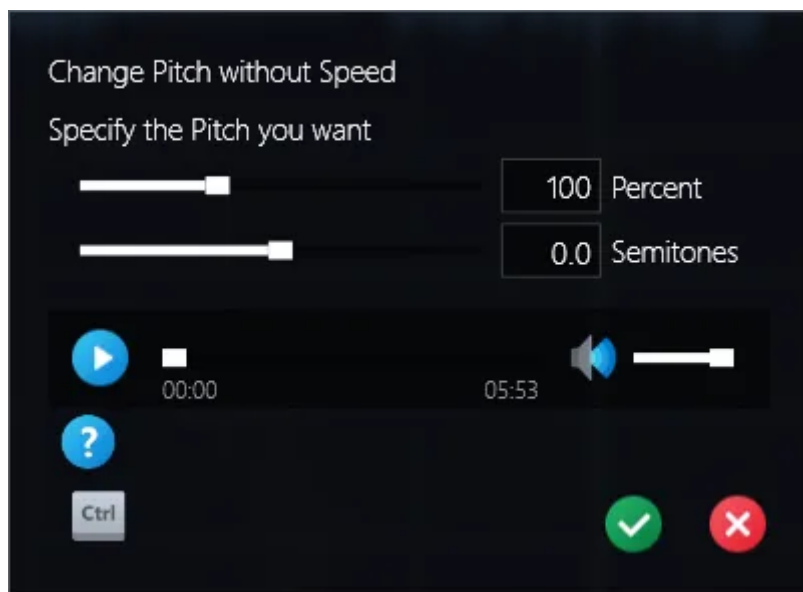 Change Pitch without Speed
Specify the Pitch you want
100 Percent
0.0 Semitones
00:00 05:53
?
Ctrl